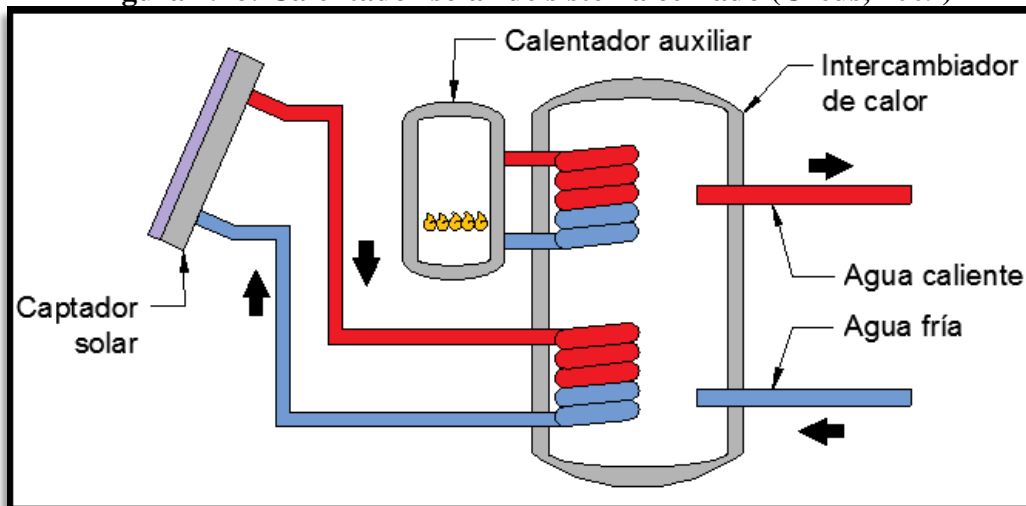 Calentador auxiliar
Intercambiador
de calor
Agua caliente
Agua fría
Captador
solar